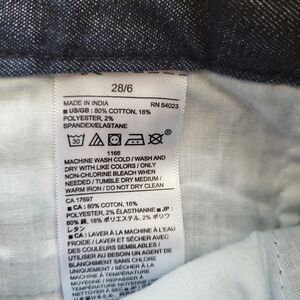 28/6
MADE IN INDIA RN 54023
■ US/GB : 80% COTTON, 18%
POLYESTER, 2%
SPANDEX/ELASTANE
30
1166
MACHINE WASH COLD / WASH AND
DRY WITH LIKE COLORS / ONLY
NON-CHLORINE BLEACH WHEN
NEEDED / TUMBLE DRY MEDIUM /
WARM IRON / DO NOT DRY CLEAN
CA 17897
■ CA : 80% COTON, 18%
POLYESTER, 2% ÉLASTHANNE ■ JP :
80% 綿, 18% ポリエステル, 2% ポリウ
レタン
■ CA : LAVER À LA MACHINE À L'EAU
FROIDE / LAVER ET SÉCHER AVEC
DES COULEURS SEMBLABLES /
UTILISER AU BESOIN UN AGENT
BLANCHIMENT SANS CHLORE
UNIQUEMENT / SÉCHER À LA
MACHINE À TEMPÉRATURE
MOYENNE / REPASSER À
TEMPÉRATURE